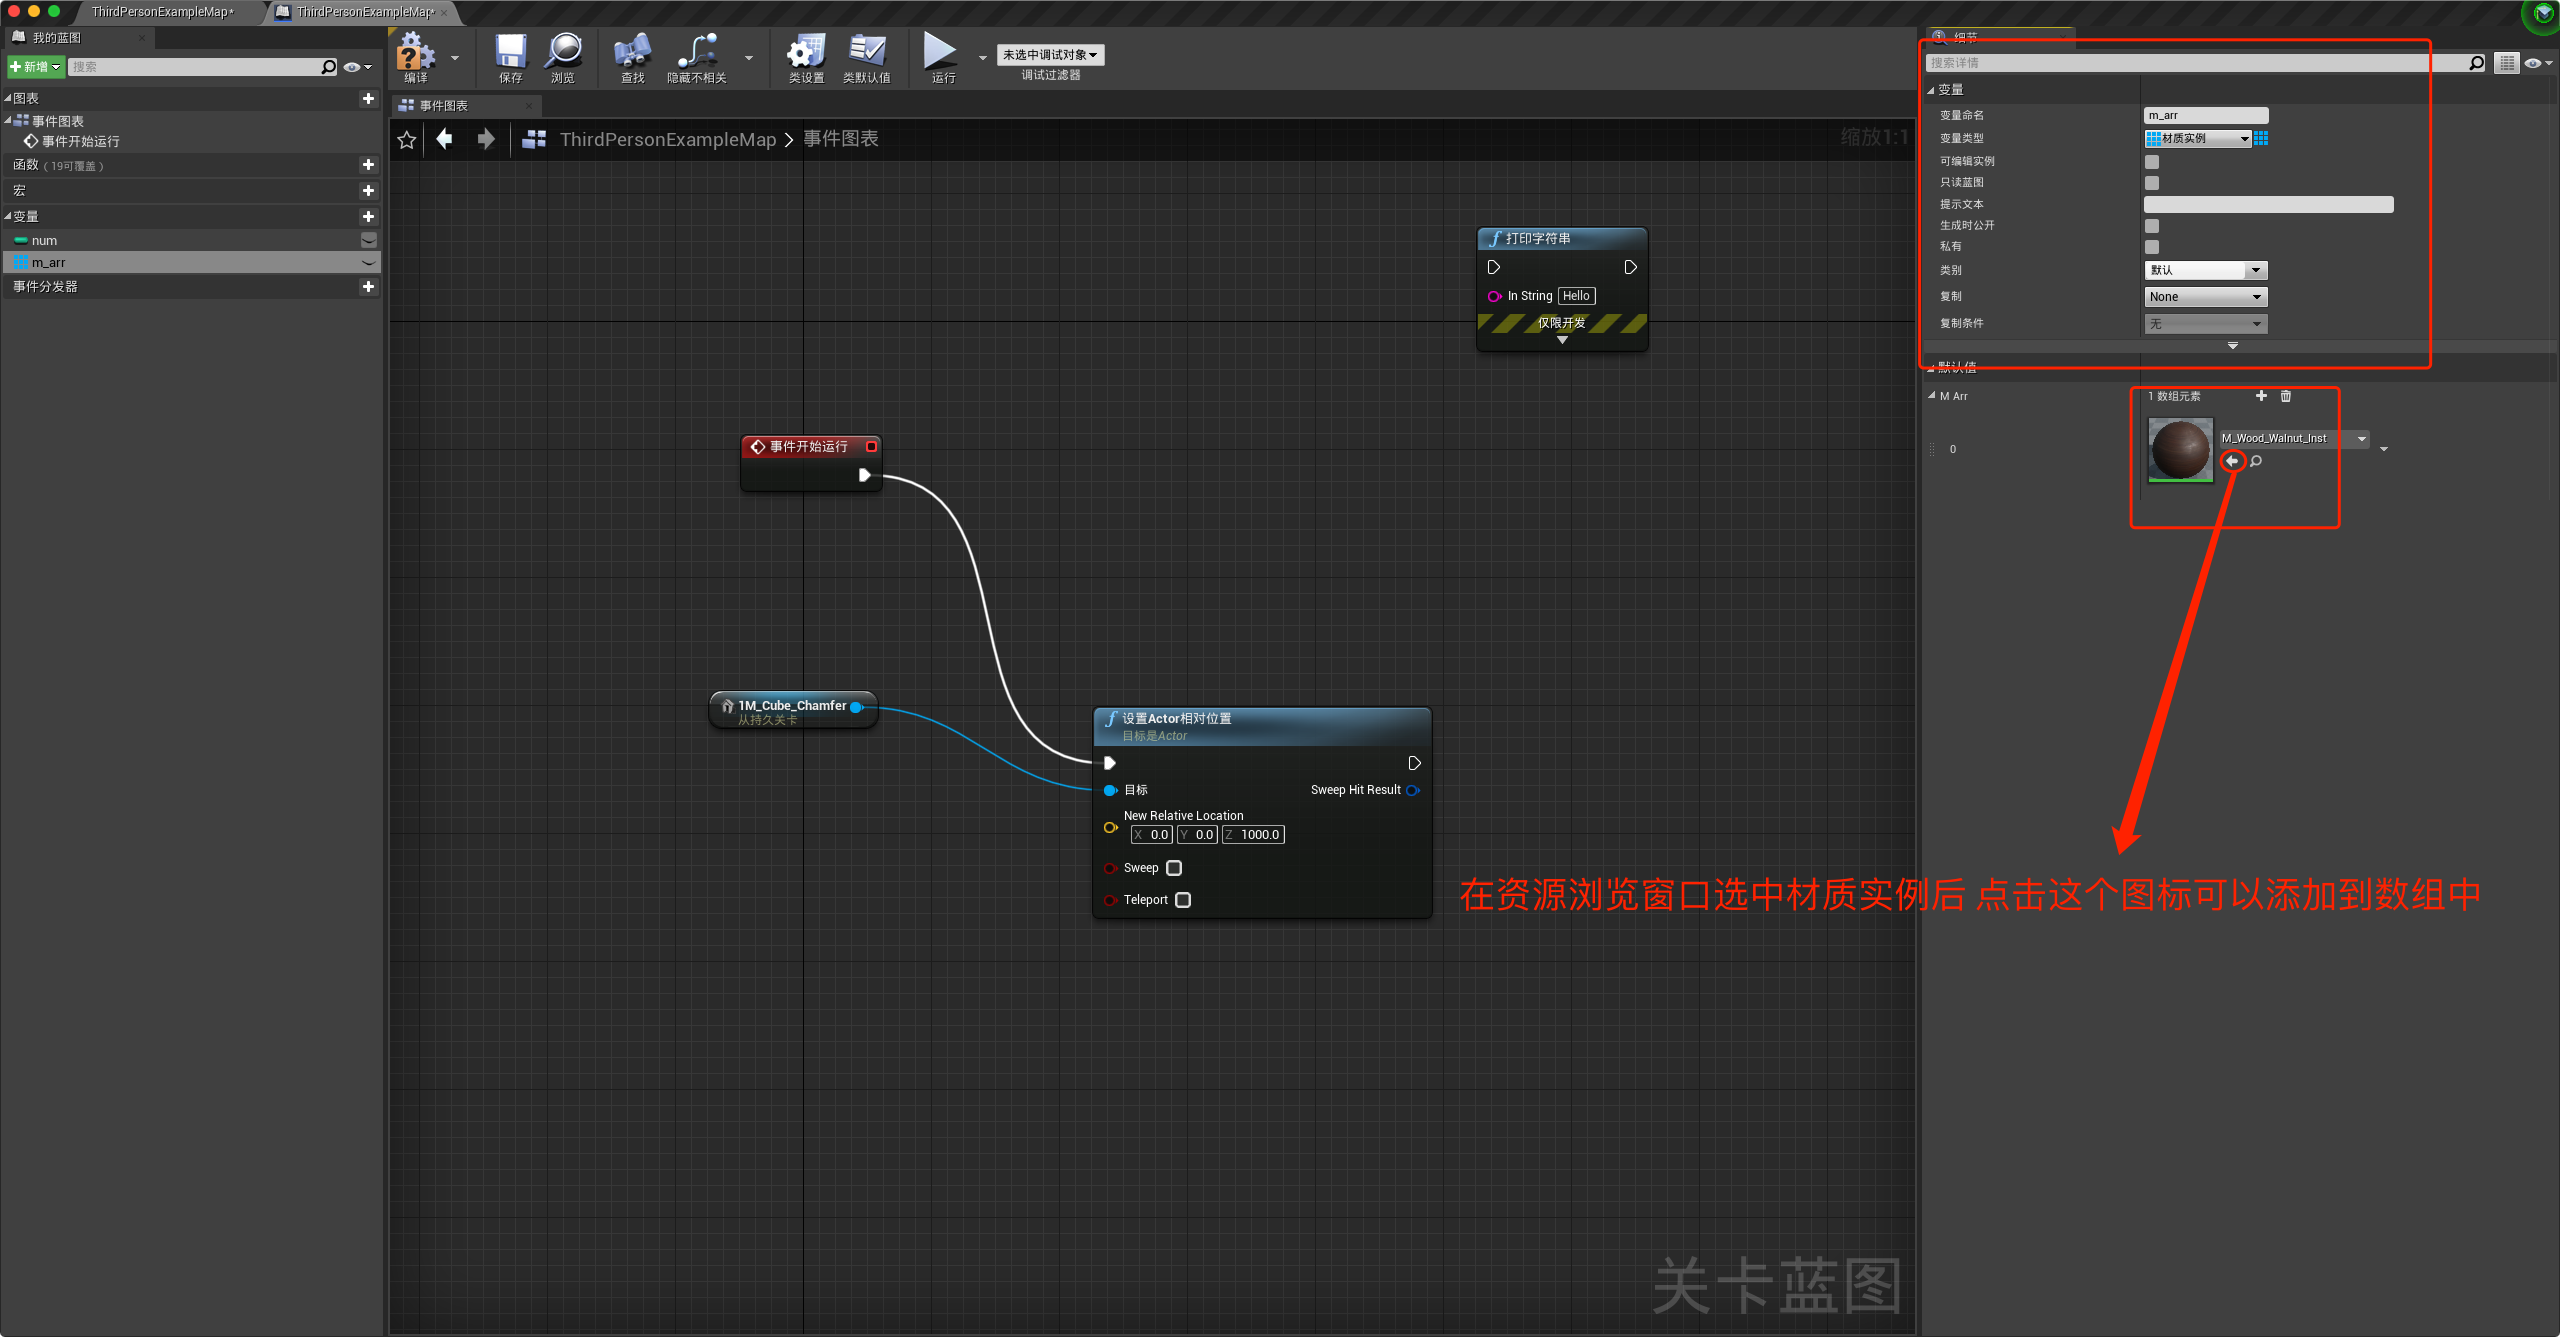 ThirdPersonExampleMap*
ThirdPersonExampleMap*
我的蓝图
新增
搜索
图表
事件图表
事件开始运行
函数（19可覆盖）
宏
变量
num
m_arr
事件分发器
编译
保存
浏览
查找
隐藏不相关
类设置
类默认值
运行
未选中调试对象
调试过滤器
事件图表
ThirdPersonExampleMap > 事件图表
缩放1:1
打印字符串
In String Hello
仅限开发
事件开始运行
1M_Cube_Chamfer
从持久关卡
设置Actor相对位置
目标是Actor
目标
Sweep Hit Result
New Relative Location
X 0.0 Y 0.0 Z 1000.0
Sweep
Teleport
关卡蓝图
细节
搜索详情
变量
变量命名 m_arr
变量类型 材质实例
可编辑实例
只读蓝图
提示文本
生成时公开
私有
类别 默认
复制 None
复制条件 无
默认值
M Arr 1 数组元素
0
M_Wood_Walnut_Inst
在资源浏览窗口选中材质实例后 点击这个图标可以添加到数组中